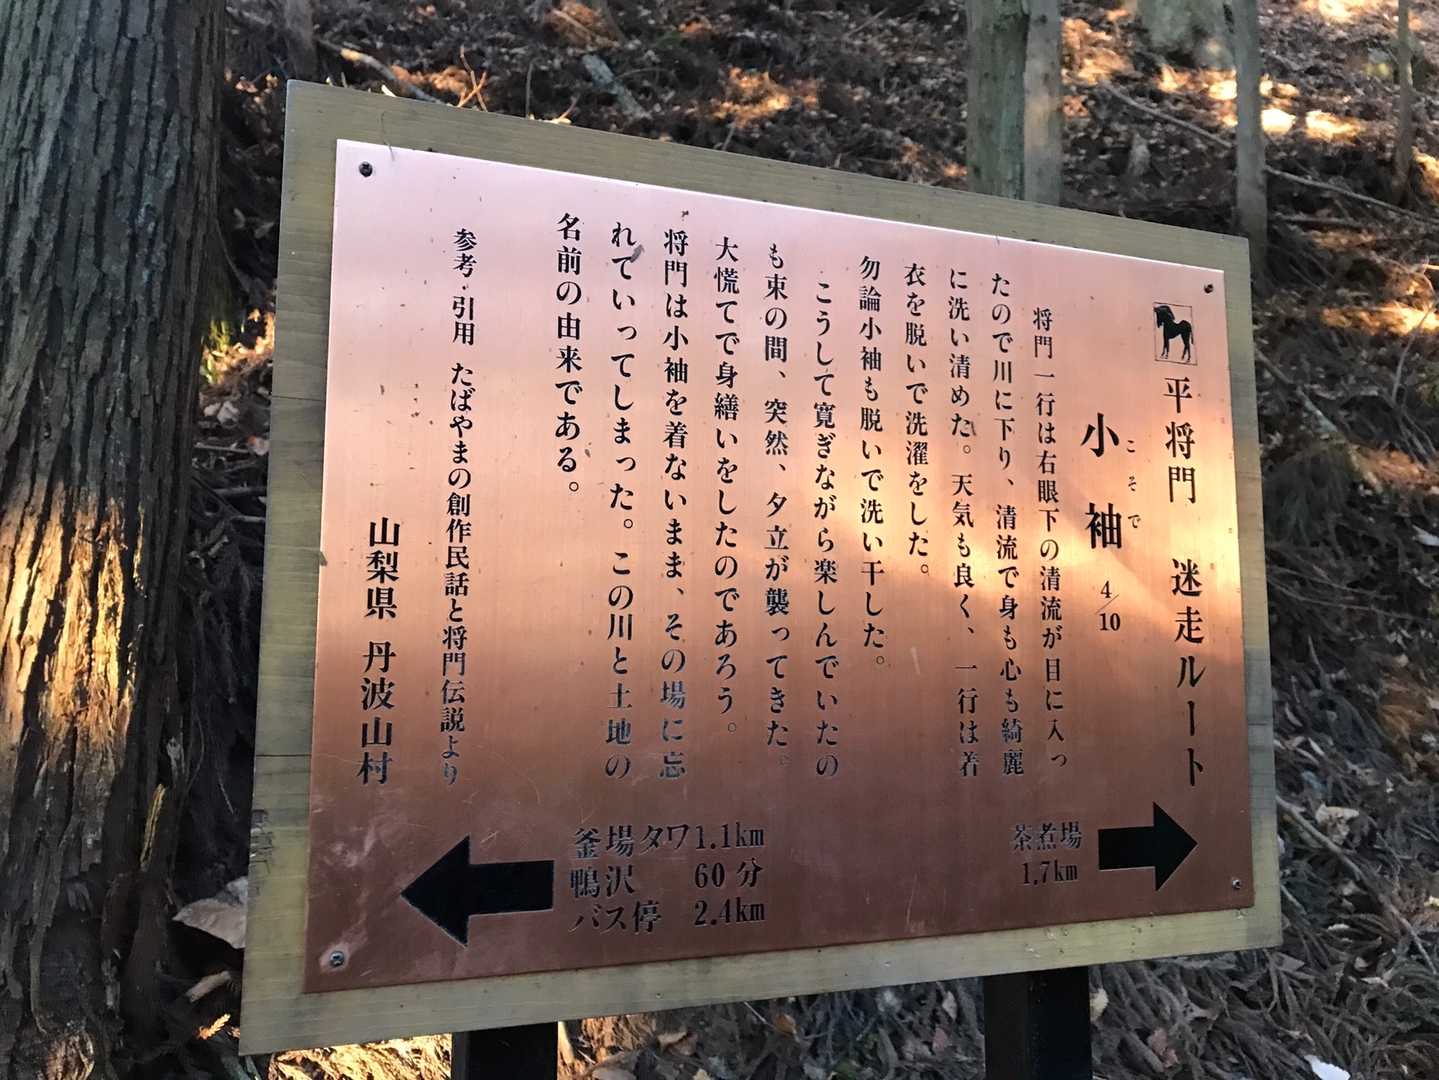 平将門 迷走ルート
こそで
小袖 4/10
将門一行は右眼下の清流が目に入っ
たので川に下り、清流で身も心も綺麗
に洗い清めた。天気も良く、一行は着
衣を脱いで洗濯をした。
勿論小袖も脱いで洗い干した。
こうして寛ぎながら楽しんでいたの
も束の間、突然、夕立が襲ってきた。
大慌てで身繕いをしたのであろう。
将門は小袖を着ないまま、その場に忘
れていってしまった。この川と土地の
名前の由来である。
参考・引用 たばやまの創作民話と将門伝説より
山梨県 丹波山村
茶煮場
1.7km
釜場タワ1.1km
鴨沢 60分
バス停 2.4km